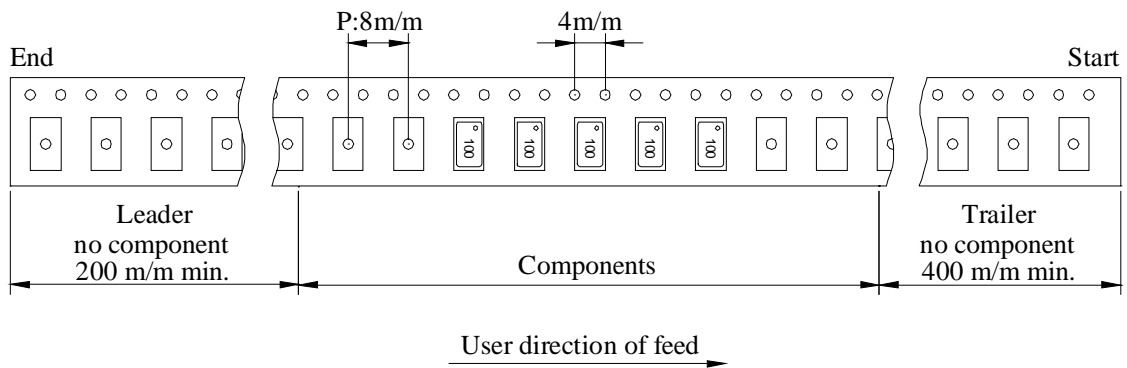 P:8m/m
4m/m
End
Start
100
100
100
100
100
Leader
no component
200 m/m min.
Components
Trailer
no component
400 m/m min.
User direction of feed